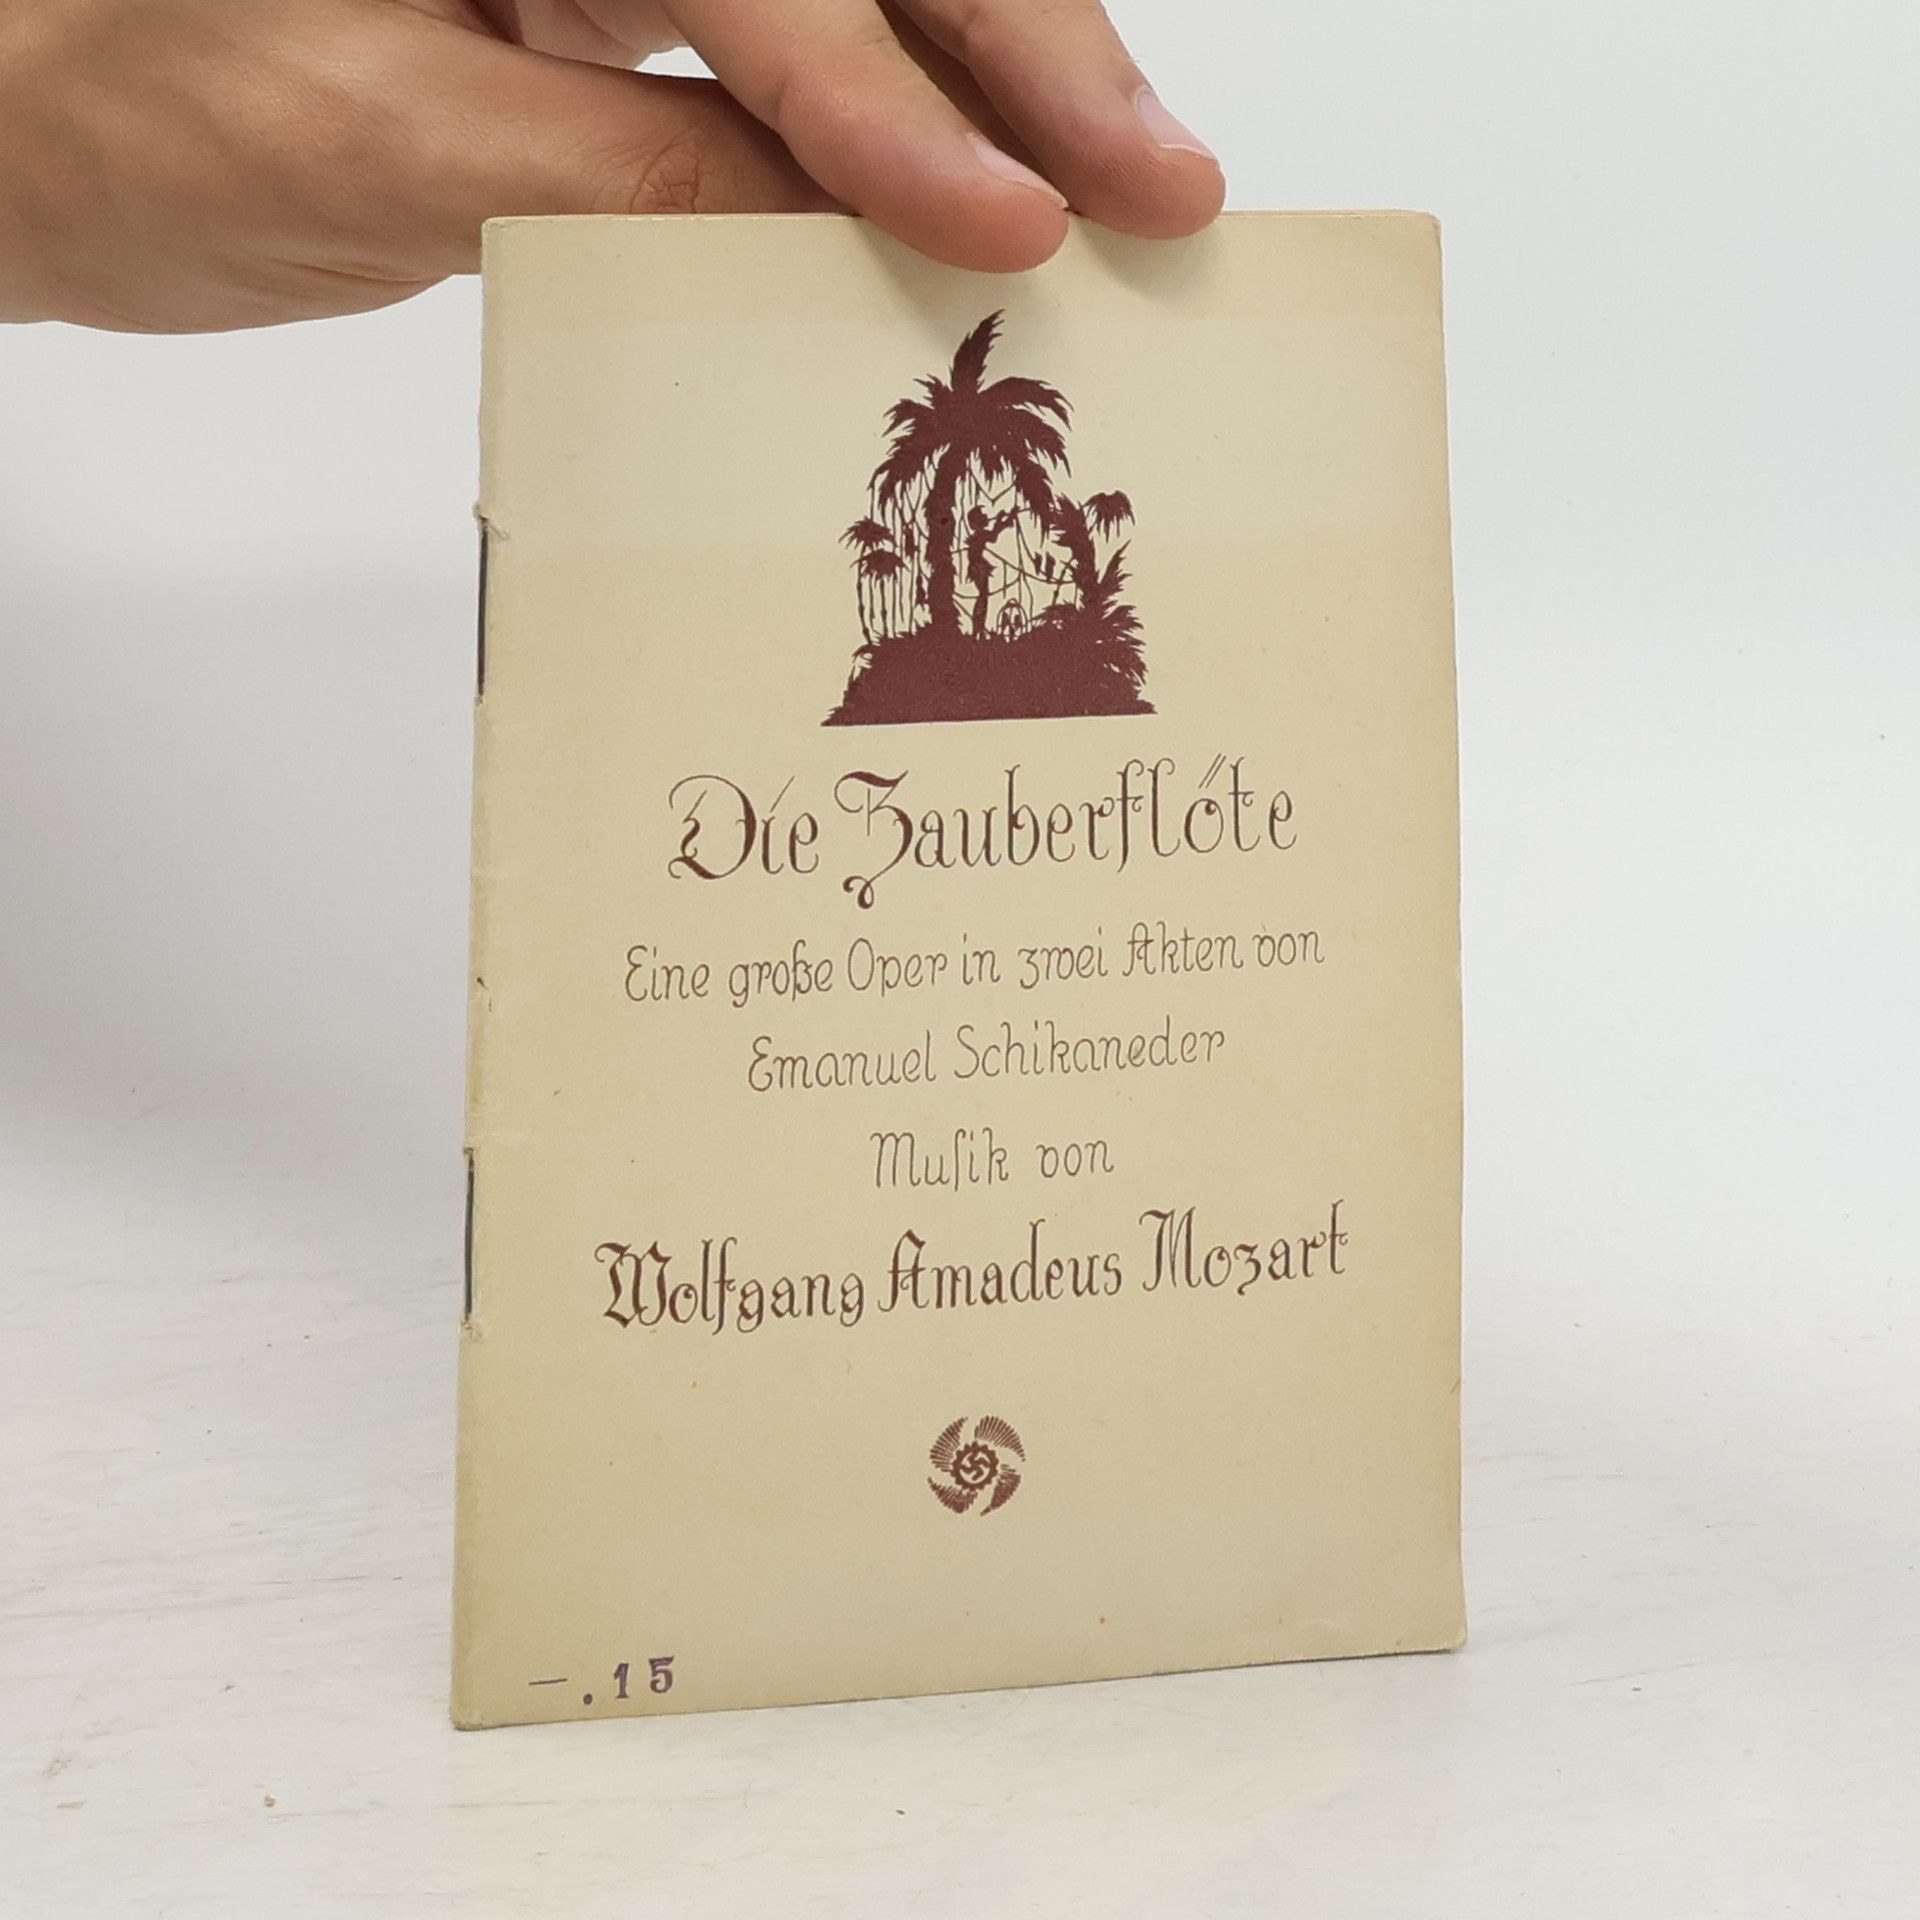 Die Zauberflöte
Eine große Oper in zwei Akten von
Emanuel Schikaneder
Muſik von
Wolfgang Amadeus Mozart
— .15